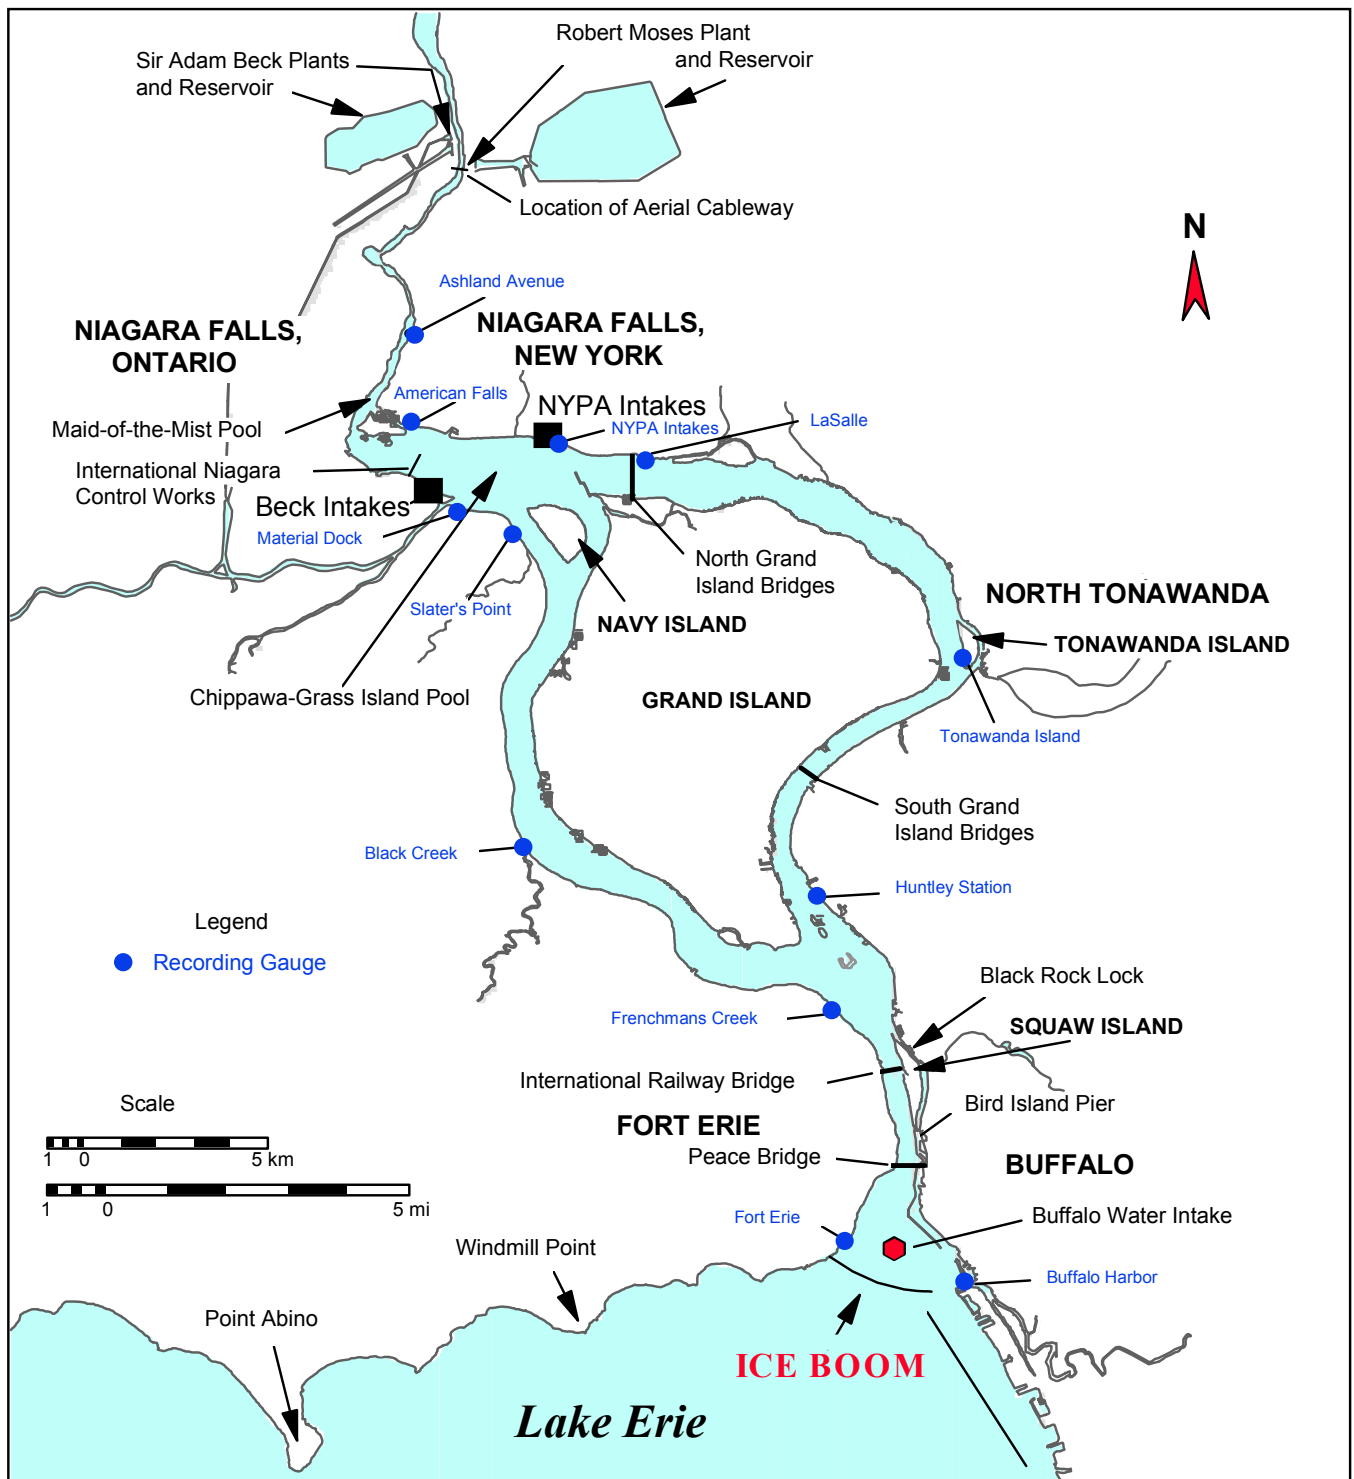 Robert Moses Plant
and Reservoir
Sir Adam Beck Plants
and Reservoir
Location of Aerial Cableway
N
Ashland Avenue
NIAGARA FALLS,
ONTARIO
NIAGARA FALLS,
NEW YORK
American Falls
NYPA Intakes
NYPA Intakes
LaSalle
Maid-of-the-Mist Pool
International Niagara
Control Works
Beck Intakes
Material Dock
North Grand
Island Bridges
Slater's Point
NAVY ISLAND
NORTH TONAWANDA
TONAWANDA ISLAND
Chippawa-Grass Island Pool
GRAND ISLAND
Tonawanda Island
South Grand
Island Bridges
Black Creek
Huntley Station
Legend
Recording Gauge
Black Rock Lock
Frenchmans Creek
SQUAW ISLAND
International Railway Bridge
Scale
Bird Island Pier
FORT ERIE
Peace Bridge
BUFFALO
1 0 5 km
1 0 5 mi
Fort Erie
Buffalo Water Intake
Windmill Point
Buffalo Harbor
Point Abino
ICE BOOM
Lake Erie